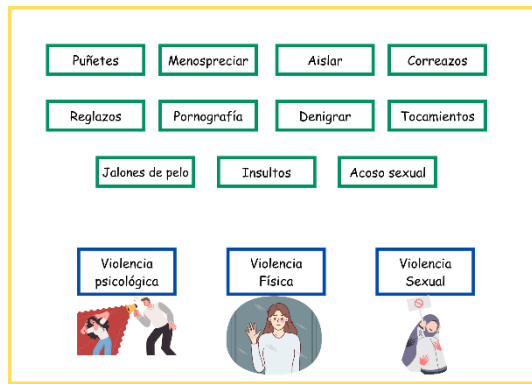 Puñetes
Menospreciar
Aislar
Correazos
Reglazos
Pornografía
Denigrar
Tocamientos
Jalones de pelo
Insultos
Acoso sexual
Violencia
psicológica
Violencia
Física
Violencia
Sexual